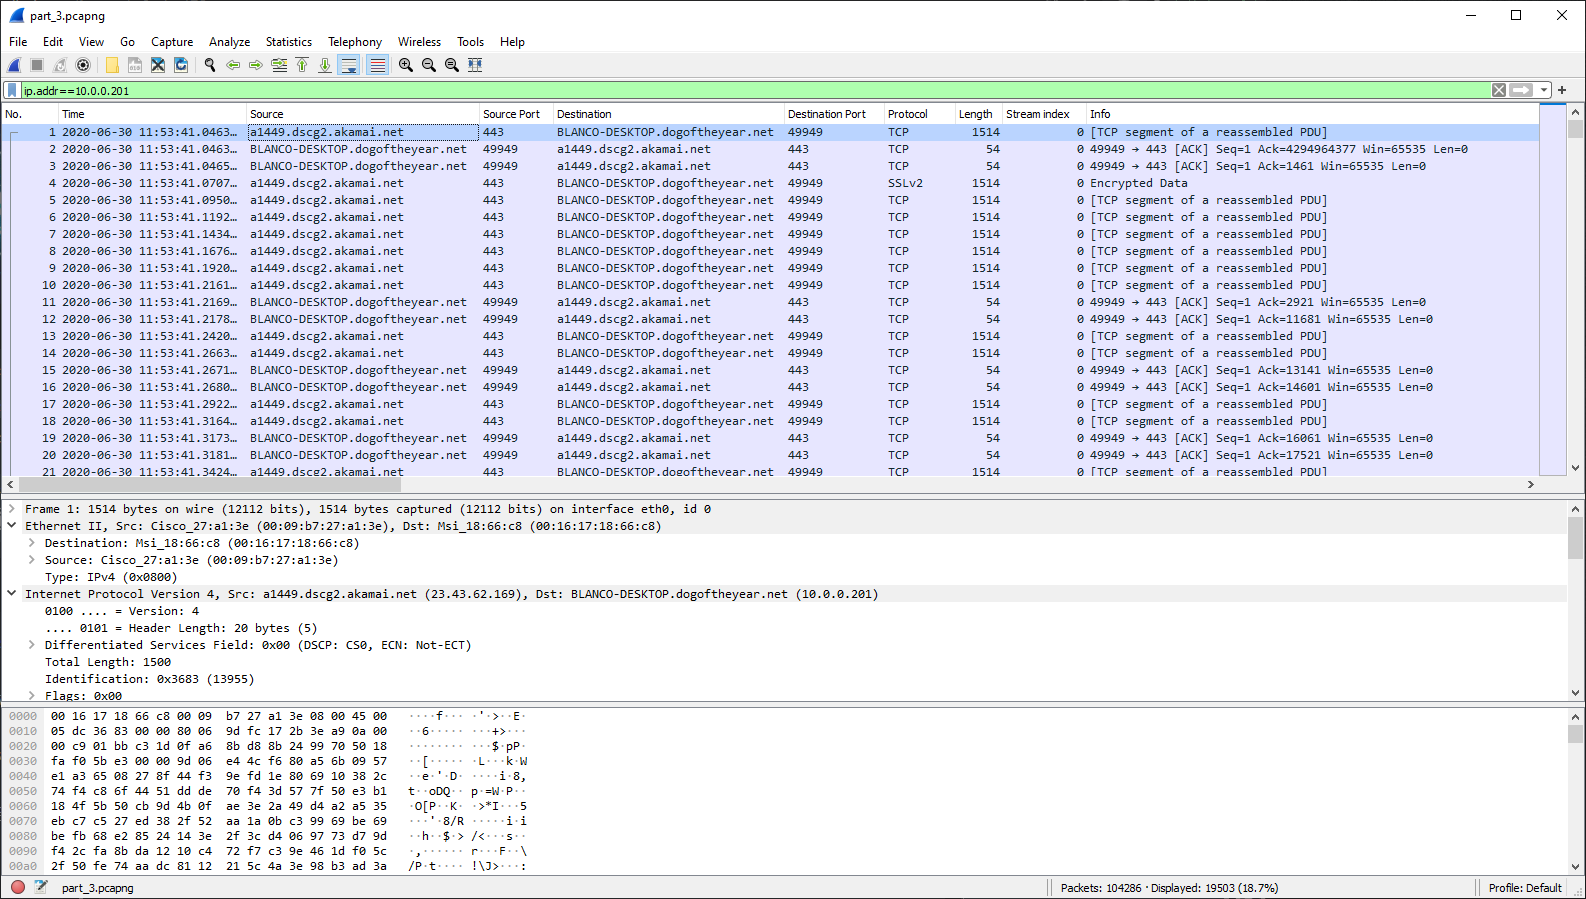 part_3.pcapng
File Edit View Go Capture Analyze Statistics Telephony Wireless Tools Help
ip.addr==10.0.0.201
No. Time Source Source Port Destination Destination Port Protocol Length Stream index Info
1 2020-06-30 11:53:41.0463… a1449.dscg2.akamai.net 443 BLANCO-DESKTOP.dogoftheyear.net 49949 TCP 1514 0 [TCP segment of a reassembled PDU]
2 2020-06-30 11:53:41.0463… BLANCO-DESKTOP.dogoftheyear.net 49949 a1449.dscg2.akamai.net 443 TCP 54 0 49949 → 443 [ACK] Seq=1 Ack=4294964377 Win=65535 Len=0
3 2020-06-30 11:53:41.0465… BLANCO-DESKTOP.dogoftheyear.net 49949 a1449.dscg2.akamai.net 443 TCP 54 0 49949 → 443 [ACK] Seq=1 Ack=1461 Win=65535 Len=0
4 2020-06-30 11:53:41.0707… a1449.dscg2.akamai.net 443 BLANCO-DESKTOP.dogoftheyear.net 49949 SSLv2 1514 0 Encrypted Data
5 2020-06-30 11:53:41.0950… a1449.dscg2.akamai.net 443 BLANCO-DESKTOP.dogoftheyear.net 49949 TCP 1514 0 [TCP segment of a reassembled PDU]
6 2020-06-30 11:53:41.1192… a1449.dscg2.akamai.net 443 BLANCO-DESKTOP.dogoftheyear.net 49949 TCP 1514 0 [TCP segment of a reassembled PDU]
7 2020-06-30 11:53:41.1434… a1449.dscg2.akamai.net 443 BLANCO-DESKTOP.dogoftheyear.net 49949 TCP 1514 0 [TCP segment of a reassembled PDU]
8 2020-06-30 11:53:41.1676… a1449.dscg2.akamai.net 443 BLANCO-DESKTOP.dogoftheyear.net 49949 TCP 1514 0 [TCP segment of a reassembled PDU]
9 2020-06-30 11:53:41.1920… a1449.dscg2.akamai.net 443 BLANCO-DESKTOP.dogoftheyear.net 49949 TCP 1514 0 [TCP segment of a reassembled PDU]
10 2020-06-30 11:53:41.2161… a1449.dscg2.akamai.net 443 BLANCO-DESKTOP.dogoftheyear.net 49949 TCP 1514 0 [TCP segment of a reassembled PDU]
11 2020-06-30 11:53:41.2169… BLANCO-DESKTOP.dogoftheyear.net 49949 a1449.dscg2.akamai.net 443 TCP 54 0 49949 → 443 [ACK] Seq=1 Ack=2921 Win=65535 Len=0
12 2020-06-30 11:53:41.2178… BLANCO-DESKTOP.dogoftheyear.net 49949 a1449.dscg2.akamai.net 443 TCP 54 0 49949 → 443 [ACK] Seq=1 Ack=11681 Win=65535 Len=0
13 2020-06-30 11:53:41.2420… a1449.dscg2.akamai.net 443 BLANCO-DESKTOP.dogoftheyear.net 49949 TCP 1514 0 [TCP segment of a reassembled PDU]
14 2020-06-30 11:53:41.2663… a1449.dscg2.akamai.net 443 BLANCO-DESKTOP.dogoftheyear.net 49949 TCP 1514 0 [TCP segment of a reassembled PDU]
15 2020-06-30 11:53:41.2671… BLANCO-DESKTOP.dogoftheyear.net 49949 a1449.dscg2.akamai.net 443 TCP 54 0 49949 → 443 [ACK] Seq=1 Ack=13141 Win=65535 Len=0
16 2020-06-30 11:53:41.2680… BLANCO-DESKTOP.dogoftheyear.net 49949 a1449.dscg2.akamai.net 443 TCP 54 0 49949 → 443 [ACK] Seq=1 Ack=14601 Win=65535 Len=0
17 2020-06-30 11:53:41.2922… a1449.dscg2.akamai.net 443 BLANCO-DESKTOP.dogoftheyear.net 49949 TCP 1514 0 [TCP segment of a reassembled PDU]
18 2020-06-30 11:53:41.3164… a1449.dscg2.akamai.net 443 BLANCO-DESKTOP.dogoftheyear.net 49949 TCP 1514 0 [TCP segment of a reassembled PDU]
19 2020-06-30 11:53:41.3173… BLANCO-DESKTOP.dogoftheyear.net 49949 a1449.dscg2.akamai.net 443 TCP 54 0 49949 → 443 [ACK] Seq=1 Ack=16061 Win=65535 Len=0
20 2020-06-30 11:53:41.3181… BLANCO-DESKTOP.dogoftheyear.net 49949 a1449.dscg2.akamai.net 443 TCP 54 0 49949 → 443 [ACK] Seq=1 Ack=17521 Win=65535 Len=0
21 2020-06-30 11:53:41.3424… a1449.dscg2.akamai.net 443 BLANCO-DESKTOP.dogoftheyear.net 49949 TCP 1514 0 [TCP segment of a reassembled PDU]
Frame 1: 1514 bytes on wire (12112 bits), 1514 bytes captured (12112 bits) on interface eth0, id 0
Ethernet II, Src: Cisco_27:a1:3e (00:09:b7:27:a1:3e), Dst: Msi_18:66:c8 (00:16:17:18:66:c8)
Destination: Msi_18:66:c8 (00:16:17:18:66:c8)
Source: Cisco_27:a1:3e (00:09:b7:27:a1:3e)
Type: IPv4 (0x0800)
Internet Protocol Version 4, Src: a1449.dscg2.akamai.net (23.43.62.169), Dst: BLANCO-DESKTOP.dogoftheyear.net (10.0.0.201)
0100 .... = Version: 4
.... 0101 = Header Length: 20 bytes (5)
Differentiated Services Field: 0x00 (DSCP: CS0, ECN: Not-ECT)
Total Length: 1500
Identification: 0x3683 (13955)
Flags: 0x00
0000 00 16 17 18 66 c8 00 09 b7 27 a1 3e 08 00 45 00 ····f··· ·'·>··E·
0010 05 dc 36 83 00 00 80 06 9d fc 17 2b 3e a9 0a 00 ··6····· ···+>···
0020 00 c9 01 bb c3 1d 0f a6 8b d8 8b 24 99 70 50 18 ········ ···$·pP·
0030 fa f0 5b e3 00 00 9d 06 e4 4c f6 80 a5 6b 09 57 ··[····· ·L···k·W
0040 e1 a3 65 08 27 8f 44 f3 9e fd 1e 80 69 10 38 2c ··e·'·D· ····i·8,
0050 74 f4 c8 6f 44 51 dd de 70 f4 3d 57 7f 50 e3 b1 t··oDQ·· p·=W·P··
0060 18 4f 5b 50 cb 9d 4b 0f ae 3e 2a 49 d4 a2 a5 35 ·O[P··K· ·>*I···5
0070 eb c7 c5 27 ed 38 2f 52 aa 1a 0b c3 99 69 be 69 ···'·8/R ·····i·i
0080 be fb 68 e2 85 24 14 3e 2f 3c d4 06 97 73 d7 9d ··h··$·> /<···s··
0090 f4 2c fa 8b da 12 10 c4 72 f7 c3 9e 46 1d f0 5c ·,······ r···F··\
00a0 2f 50 fe 74 aa dc 81 12 21 5c 4a 3e 98 b3 ad 3a /P·t···· !\J>···:
part_3.pcapng Packets: 104286 · Displayed: 19503 (18.7%) Profile: Default